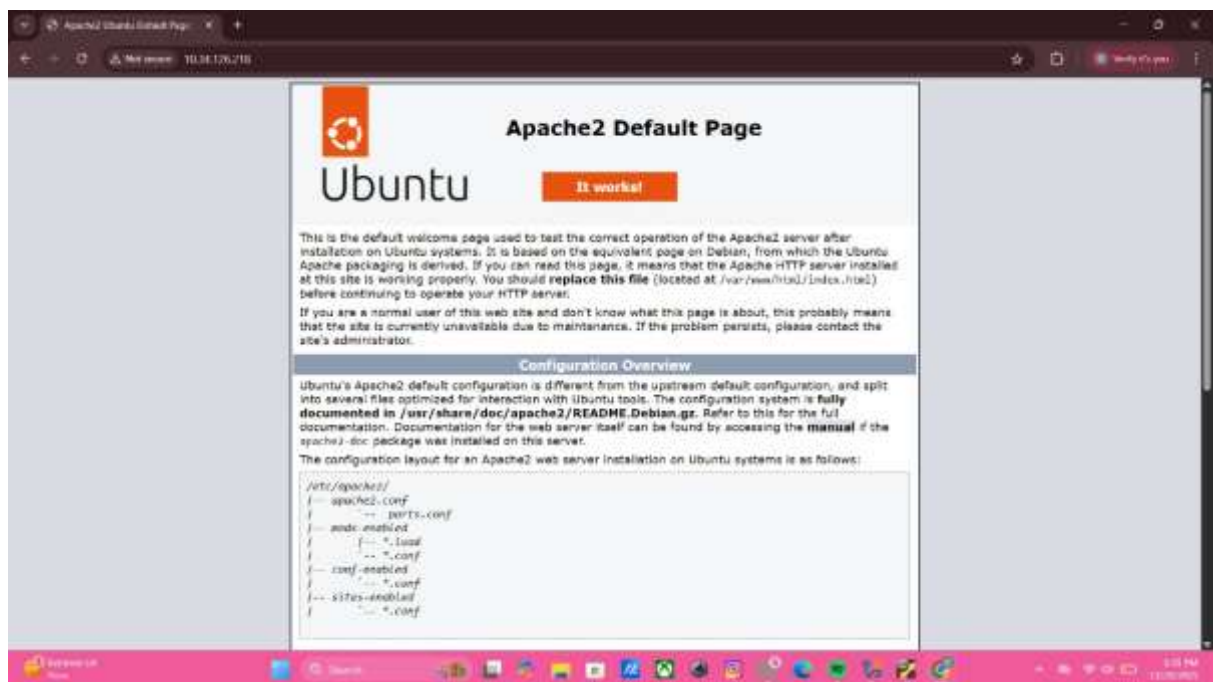 Apache2 Ubuntu Default Page
Not secure
Verify it's you
Apache2 Default Page
Ubuntu
It works!
This is the default welcome page used to test the correct operation of the Apache2 server after
installation on Ubuntu systems. It is based on the equivalent page on Debian, from which the Ubuntu
Apache packaging is derived. If you can read this page, it means that the Apache HTTP server installed
at this site is working properly. You should replace this file (located at /var/www/html/index.html)
before continuing to operate your HTTP server.
If you are a normal user of this web site and don't know what this page is about, this probably means
that the site is currently unavailable due to maintenance. If the problem persists, please contact the
site's administrator.
Configuration Overview
Ubuntu's Apache2 default configuration is different from the upstream default configuration, and split
into several files optimized for interaction with Ubuntu tools. The configuration system is fully
documented in /usr/share/doc/apache2/README.Debian.gz. Refer to this for the full
documentation. Documentation for the web server itself can be found by accessing the manual if the
apache2-doc package was installed on this server.
The configuration layout for an Apache2 web server installation on Ubuntu systems is as follows:
/etc/apache2/
|-- apache2.conf
|       `-- ports.conf
|-- mods-enabled
|       |-- *.load
|       `-- *.conf
|-- conf-enabled
|       `-- *.conf
|-- sites-enabled
|       `-- *.conf
Search